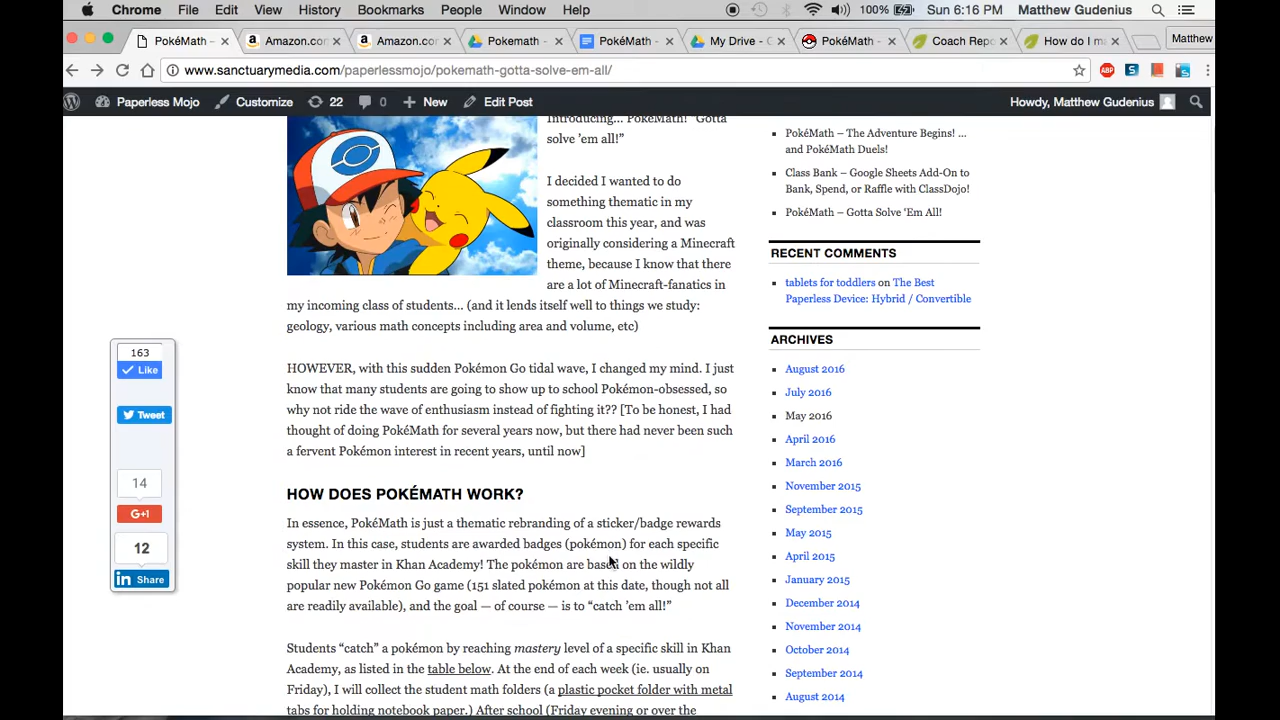 Chrome File Edit View History Bookmarks People Window Help 100% Sun 6:16 PM Matthew Gudenius
PokéMath – Amazon.co Amazon.co Pokemath - PokéMath - My Drive - G PokéMath - Coach Rep How do I m Matthew
www.sanctuarymedia.com/paperlessmojo/pokemath-gotta-solve-em-all/
Paperless Mojo Customize 22 0 New Edit Post Howdy, Matthew Gudenius
Introducing... PokéMath! “Gotta
solve ’em all!”
I decided I wanted to do
something thematic in my
classroom this year, and was
originally considering a Minecraft
theme, because I know that there
are a lot of Minecraft-fanatics in
my incoming class of students... (and it lends itself well to things we study:
geology, various math concepts including area and volume, etc)
HOWEVER, with this sudden Pokémon Go tidal wave, I changed my mind. I just
know that many students are going to show up to school Pokémon-obsessed, so
why not ride the wave of enthusiasm instead of fighting it?? [To be honest, I had
thought of doing PokéMath for several years now, but there had never been such
a fervent Pokémon interest in recent years, until now]
HOW DOES POKÉMATH WORK?
In essence, PokéMath is just a thematic rebranding of a sticker/badge rewards
system. In this case, students are awarded badges (pokémon) for each specific
skill they master in Khan Academy! The pokémon are based on the wildly
popular new Pokémon Go game (151 slated pokémon at this date, though not all
are readily available), and the goal — of course — is to “catch ’em all!”
Students “catch” a pokémon by reaching mastery level of a specific skill in Khan
Academy, as listed in the table below. At the end of each week (ie. usually on
Friday), I will collect the student math folders (a plastic pocket folder with metal
tabs for holding notebook paper.) After school (Friday evening or over the
163
Like
Tweet
14
G+1
12
in Share
PokéMath – The Adventure Begins! ...
and PokéMath Duels!
Class Bank – Google Sheets Add-On to
Bank, Spend, or Raffle with ClassDojo!
PokéMath – Gotta Solve ‘Em All!
RECENT COMMENTS
tablets for toddlers on The Best
Paperless Device: Hybrid / Convertible
ARCHIVES
August 2016
July 2016
May 2016
April 2016
March 2016
November 2015
September 2015
May 2015
April 2015
January 2015
December 2014
November 2014
October 2014
September 2014
August 2014